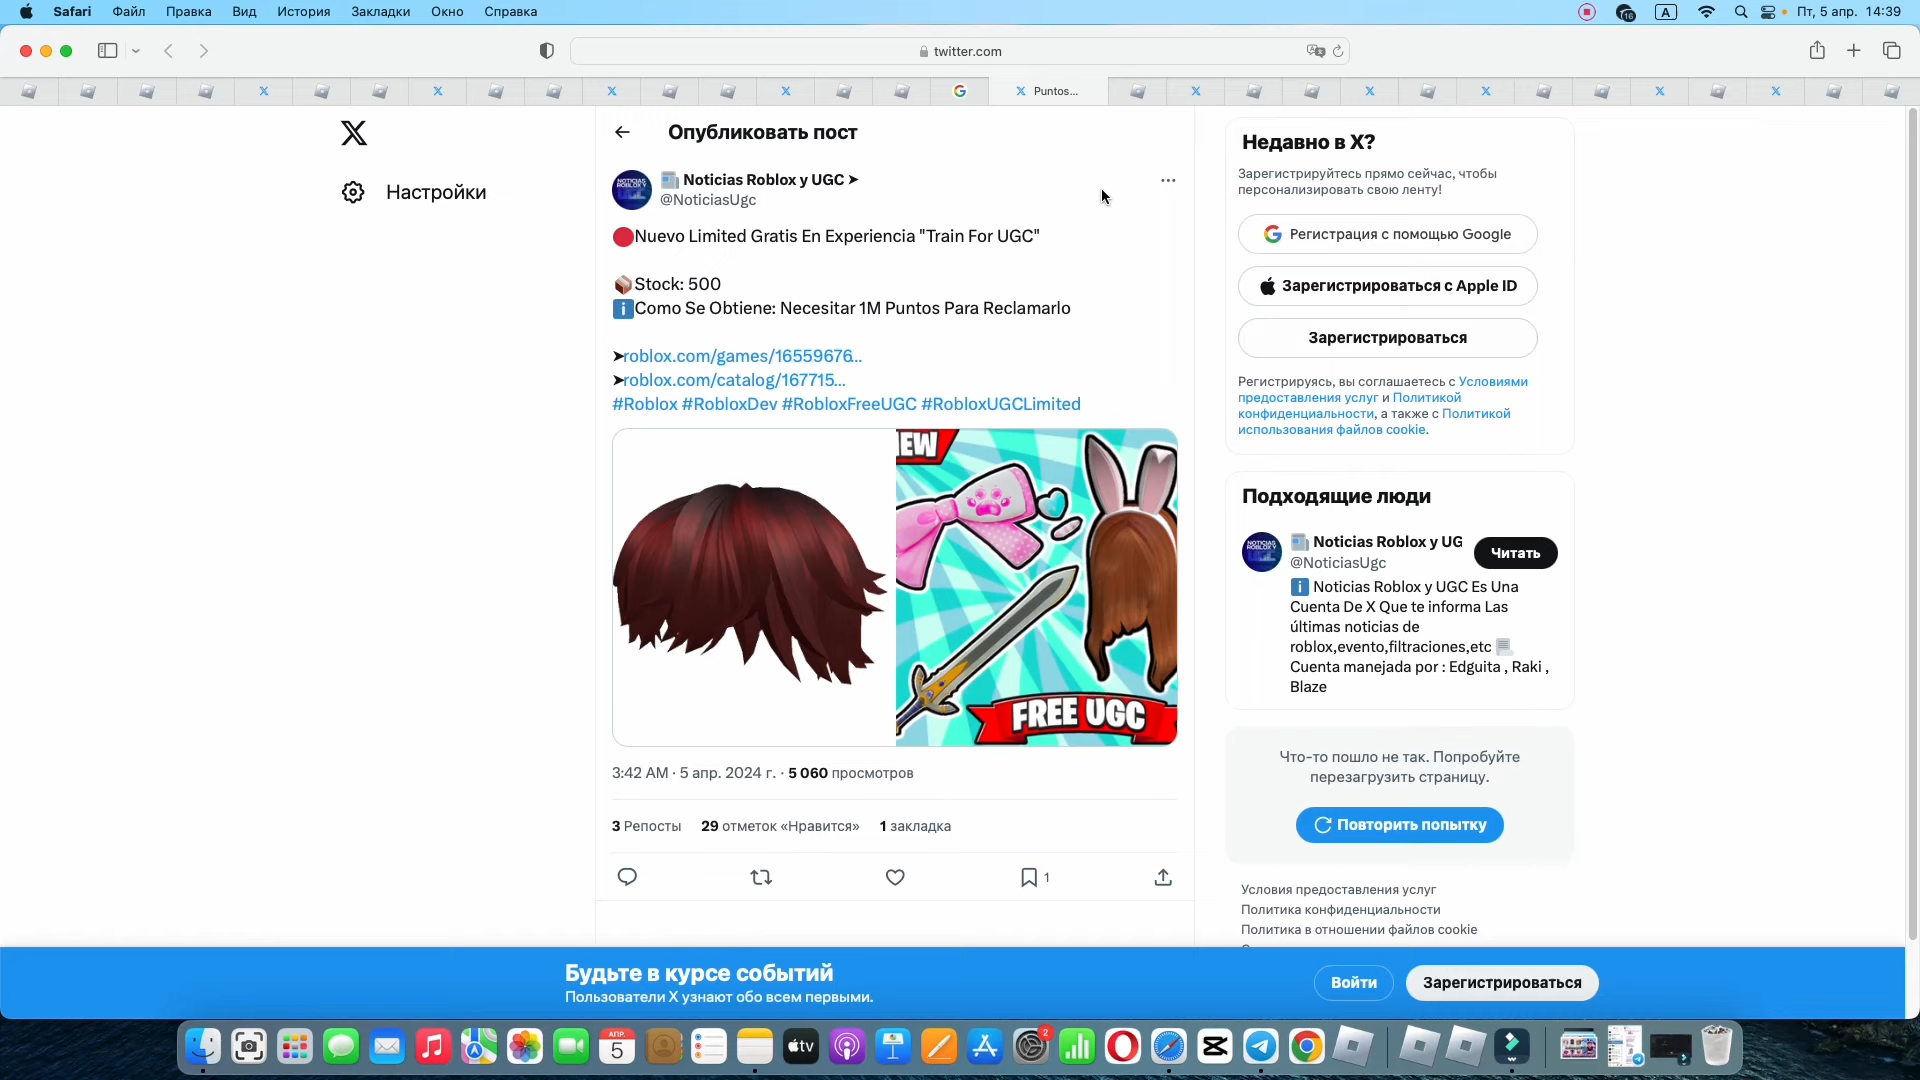 Safari Файл Правка Вид История Закладки Окно Справка
16 A Пт, 5 апр. 14:39
twitter.com
Puntos...
Опубликовать пост
Настройки
Noticias Roblox y UGC ➤
@NoticiasUgc
Nuevo Limited Gratis En Experiencia "Train For UGC"
Stock: 500
Como Se Obtiene: Necesitar 1M Puntos Para Reclamarlo
➤roblox.com/games/16559676...
➤roblox.com/catalog/167715...
#Roblox #RobloxDev #RobloxFreeUGC #RobloxUGCLimited
EW
FREE UGC
3:42 AM · 5 апр. 2024 г. · 5 060 просмотров
3 Репосты 29 отметок «Нравится» 1 закладка
1
Недавно в X?
Зарегистрируйтесь прямо сейчас, чтобы
персонализировать свою ленту!
Регистрация с помощью Google
Зарегистрироваться с Apple ID
Зарегистрироваться
Регистрируясь, вы соглашаетесь с Условиями
предоставления услуг и Политикой
конфиденциальности, а также с Политикой
использования файлов cookie.
Подходящие люди
Noticias Roblox y UG
@NoticiasUgc
Читать
Noticias Roblox y UGC Es Una
Cuenta De X Que te informa Las
últimas noticias de
roblox,evento,filtraciones,etc
Cuenta manejada por : Edguita , Raki ,
Blaze
Что-то пошло не так. Попробуйте
перезагрузить страницу.
Повторить попытку
Условия предоставления услуг
Политика конфиденциальности
Политика в отношении файлов cookie
Будьте в курсе событий
Пользователи X узнают обо всем первыми.
Войти
Зарегистрироваться
АПР.
5
tv
2